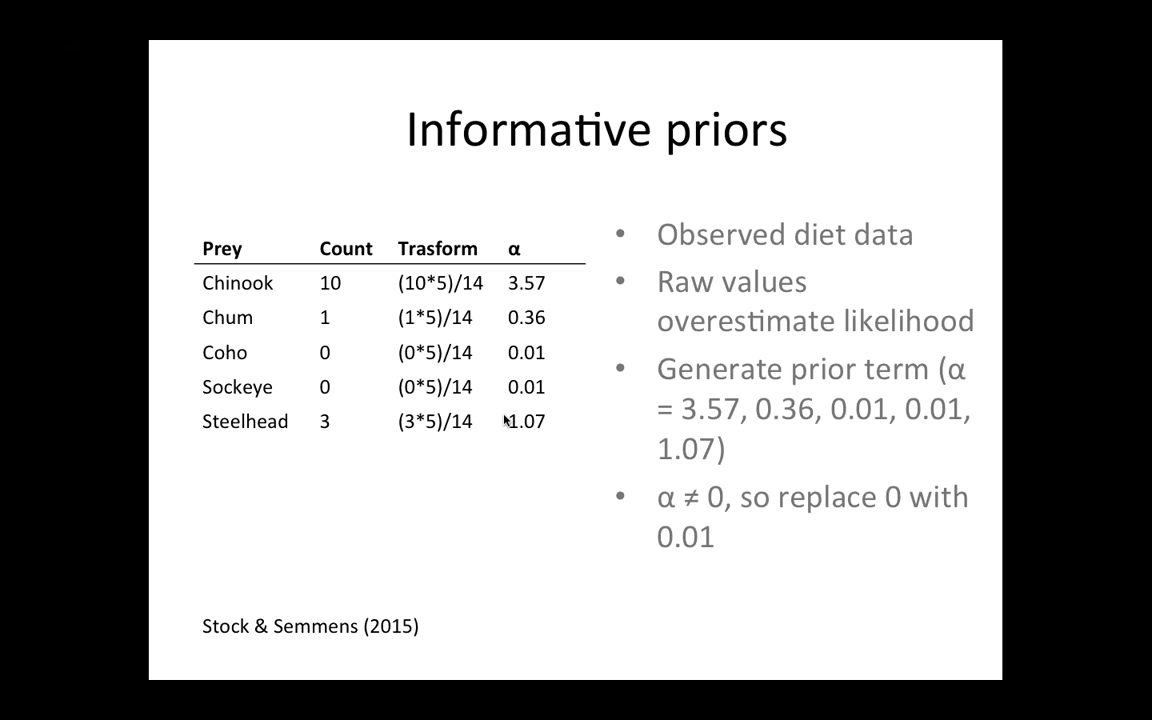 Informative priors
Prey Count Trasform α
Chinook 10 (10*5)/14 3.57
Chum 1 (1*5)/14 0.36
Coho 0 (0*5)/14 0.01
Sockeye 0 (0*5)/14 0.01
Steelhead 3 (3*5)/14 1.07
• Observed diet data
• Raw values
overestimate likelihood
• Generate prior term (α
= 3.57, 0.36, 0.01, 0.01,
1.07)
• α ≠ 0, so replace 0 with
0.01
Stock & Semmens (2015)